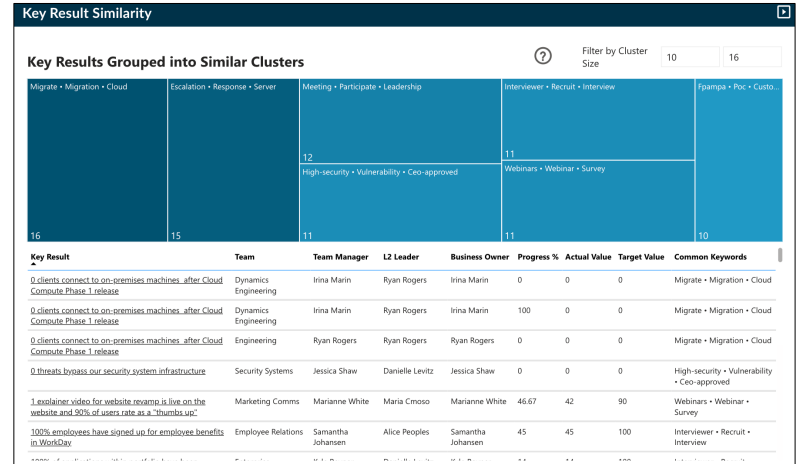 Key Result Similarity
Key Results Grouped into Similar Clusters
?
Filter by Cluster
Size
10
16
Migrate • Migration • Cloud
16
Escalation • Response • Server
15
Meeting • Participate • Leadership
12
High-security • Vulnerability • Ceo-approved
11
Interviewer • Recruit • Interview
11
Webinars • Webinar • Survey
11
Fpampa • Poc • Custo...
10
Key Result Team Team Manager L2 Leader Business Owner Progress % Actual Value Target Value Common Keywords
0 clients connect to on-premises machines after Cloud Dynamics Irina Marin Ryan Rogers Irina Marin 0 0 0 Migrate • Migration • Cloud
Compute Phase 1 release Engineering
0 clients connect to on-premises machines after Cloud Dynamics Irina Marin Ryan Rogers Irina Marin 100 0 0 Migrate • Migration • Cloud
Compute Phase 1 release Engineering
0 clients connect to on-premises machines after Cloud Engineering Ryan Rogers Ryan Rogers Ryan Rogers 0 0 0 Migrate • Migration • Cloud
Compute Phase 1 release
0 threats bypass our security system infrastructure Security Systems Jessica Shaw Danielle Levitz Jessica Shaw 0 0 0 High-security • Vulnerability
• Ceo-approved
1 explainer video for website revamp is live on the Marketing Comms Marianne White Maria Cmoso Marianne White 46.67 42 90 Webinars • Webinar •
website and 90% of users rate as a "thumbs up" Survey
100% employees have signed up for employee benefits Employee Relations Samantha Alice Peoples Samantha 45 45 100 Interviewer • Recruit •
in WorkDay Johansen Johansen Interview